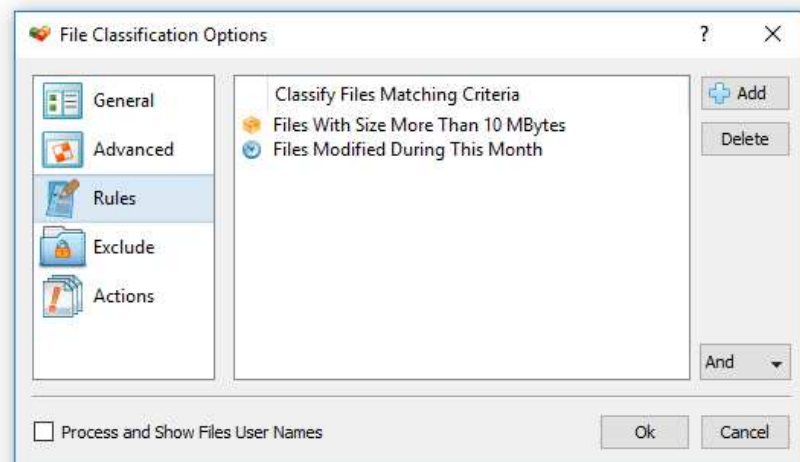 File Classification Options
?
General
Advanced
Rules
Exclude
Actions
Classify Files Matching Criteria
Files With Size More Than 10 MBytes
Files Modified During This Month
Add
Delete
And
Process and Show Files User Names
Ok
Cancel